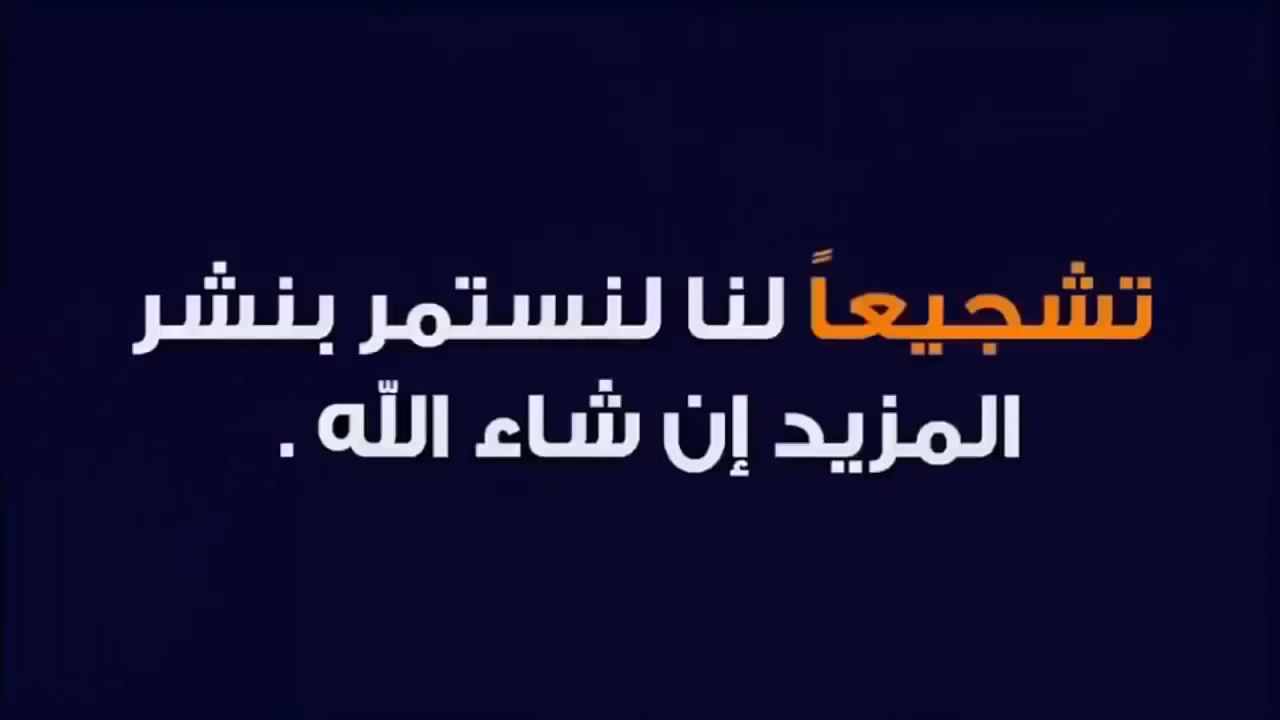 تشجيعاً لنا لنستمر بنشر
المزيد إن شاء الله .